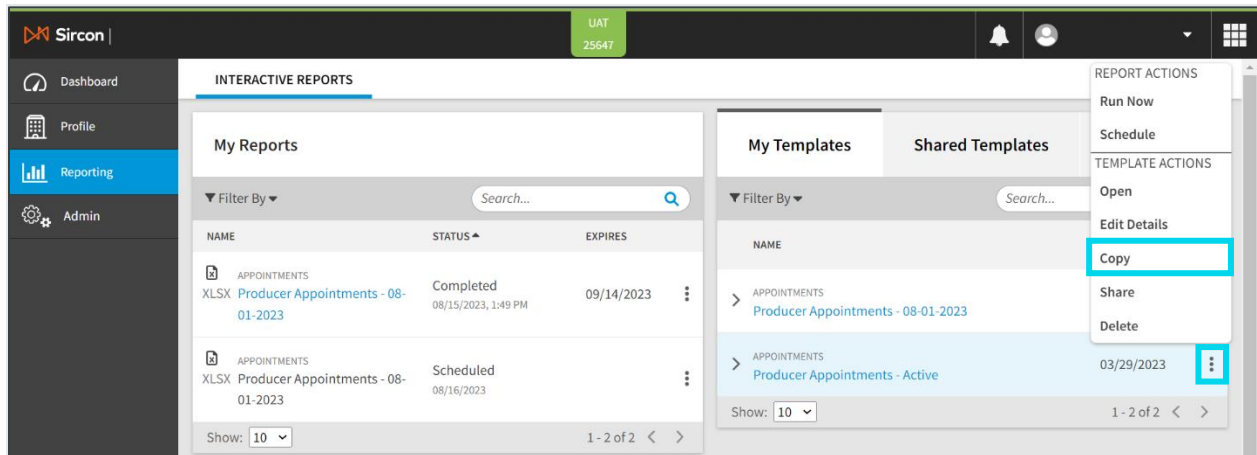 Sircon |
UAT
25647
Dashboard
Profile
Reporting
Admin
INTERACTIVE REPORTS
My Reports
Filter By
Search...
NAME
STATUS
EXPIRES
APPOINTMENTS
XLSX Producer Appointments - 08-
01-2023
Completed
08/15/2023, 1:49 PM
09/14/2023
APPOINTMENTS
XLSX Producer Appointments - 08-
01-2023
Scheduled
08/16/2023
Show: 10
1 - 2 of 2
My Templates
Shared Templates
Filter By
Search...
NAME
APPOINTMENTS
Producer Appointments - 08-01-2023
APPOINTMENTS
Producer Appointments - Active
03/29/2023
Show: 10
1 - 2 of 2
REPORT ACTIONS
Run Now
Schedule
TEMPLATE ACTIONS
Open
Edit Details
Copy
Share
Delete